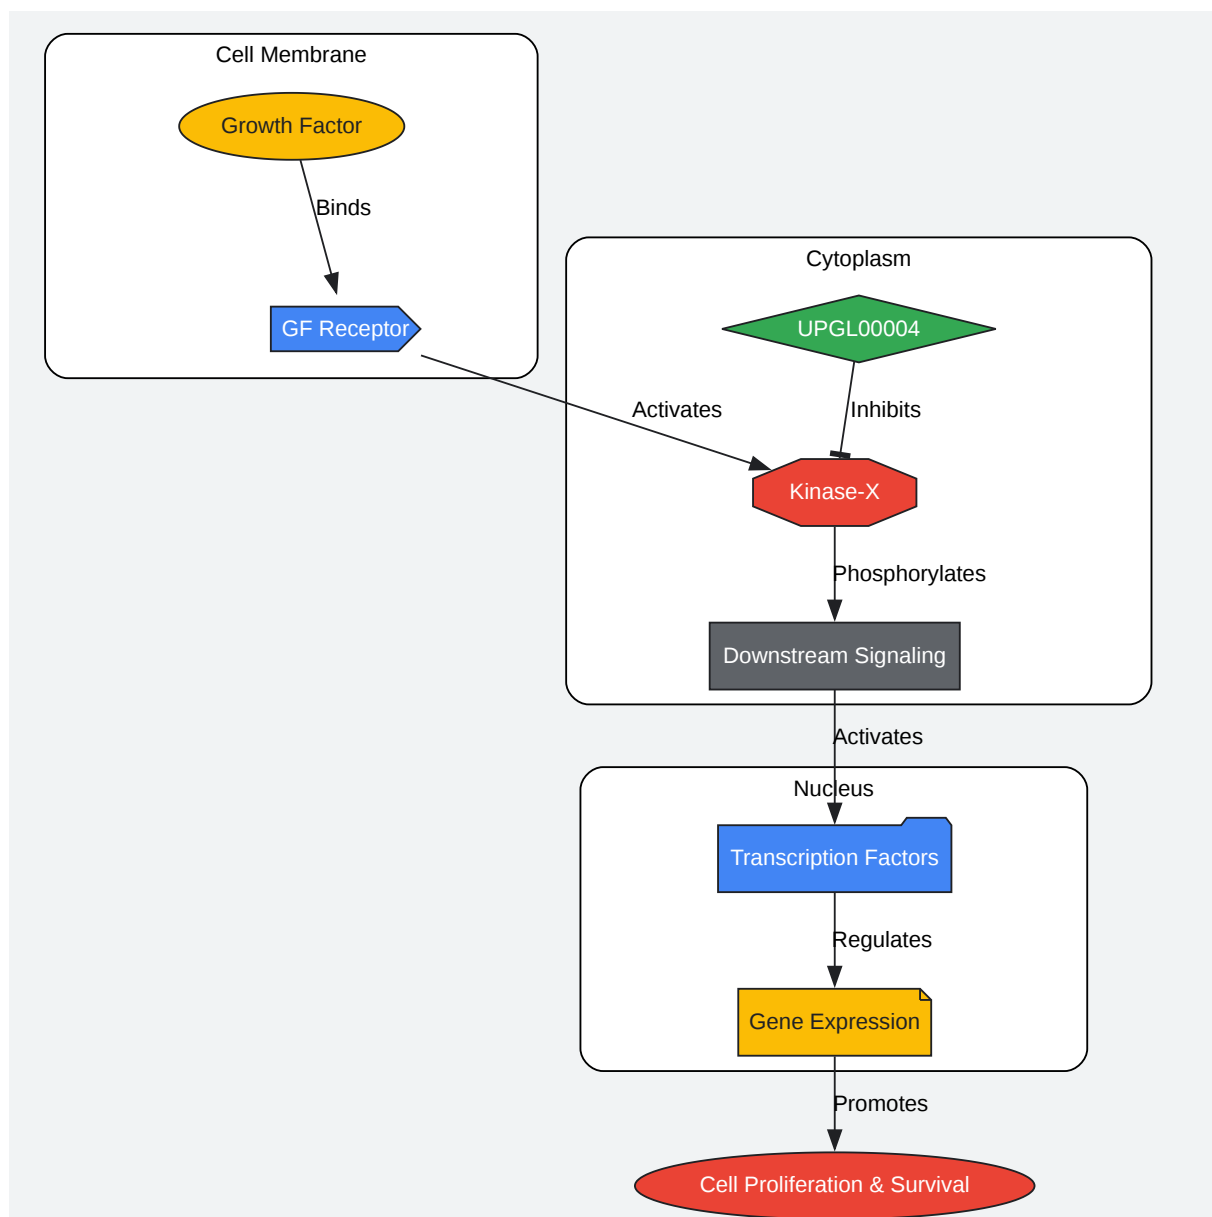 Cell Membrane
Growth Factor
Binds
GF Receptor
Cytoplasm
UPGL00004
Activates
Inhibits
Kinase-X
Phosphorylates
Downstream Signaling
Activates
Nucleus
Transcription Factors
Regulates
Gene Expression
Promotes
Cell Proliferation & Survival